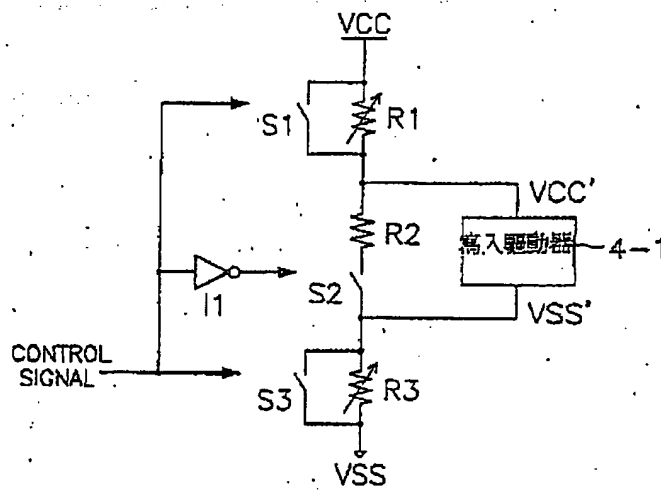 VCC
S1
R1
VCC'
R2
寫入驅動器
4-1
I1
S2
VSS'
CONTROL
SIGNAL
S3
R3
VSS